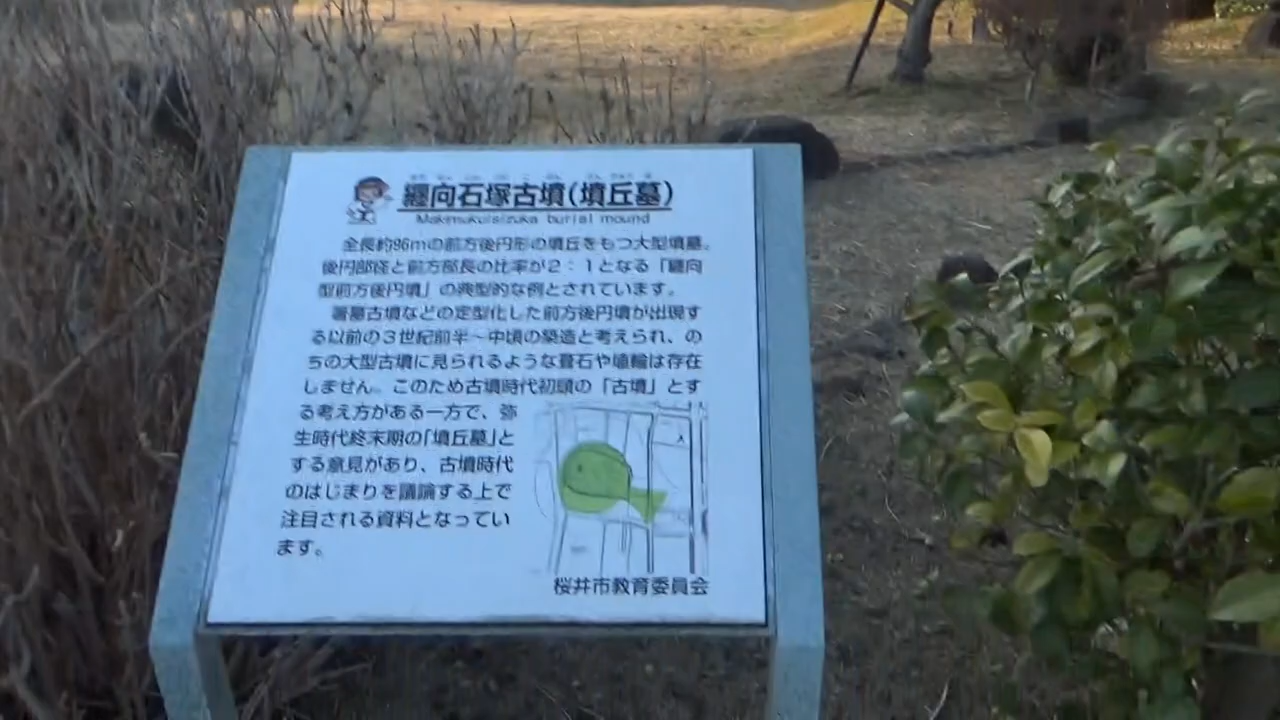 纒向石塚古墳(墳丘墓)
Makimukuisizuka burial mound
全長約96mの前方後円形の墳丘をもつ大型墳墓。
後円部径と前方部長の比率が2：1となる「纒向
型前方後円墳」の典型的な例とされています。
箸墓古墳などの定型化した前方後円墳が出現す
る以前の3世紀前半～中頃の築造と考えられ、の
ちの大型古墳に見られるような葺石や埴輪は存在
しません。このため古墳時代初頭の「古墳」とす
る考え方がある一方で、弥
生時代終末期の「墳丘墓」と
する意見があり、古墳時代
のはじまりを議論する上で
注目される資料となってい
ます。
桜井市教育委員会